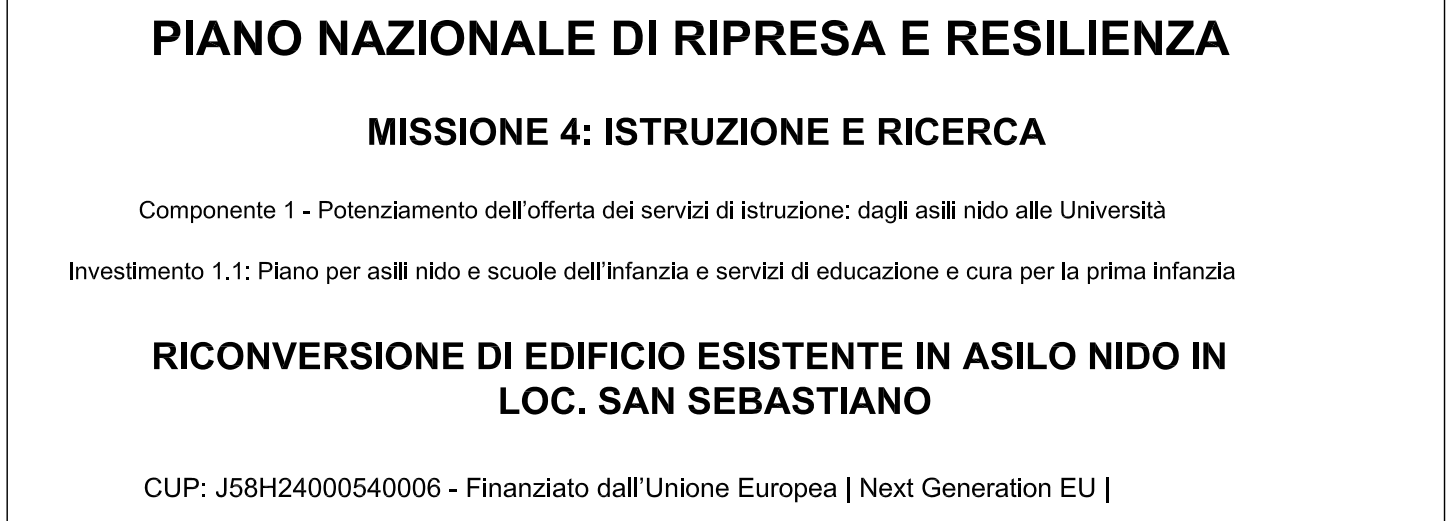 PIANO NAZIONALE DI RIPRESA E RESILIENZA
MISSIONE 4: ISTRUZIONE E RICERCA
Componente 1 - Potenziamento dell’offerta dei servizi di istruzione: dagli asili nido alle Università
Investimento 1.1: Piano per asili nido e scuole dell’infanzia e servizi di educazione e cura per la prima infanzia
RICONVERSIONE DI EDIFICIO ESISTENTE IN ASILO NIDO IN
LOC. SAN SEBASTIANO
CUP: J58H24000540006 - Finanziato dall’Unione Europea | Next Generation EU |